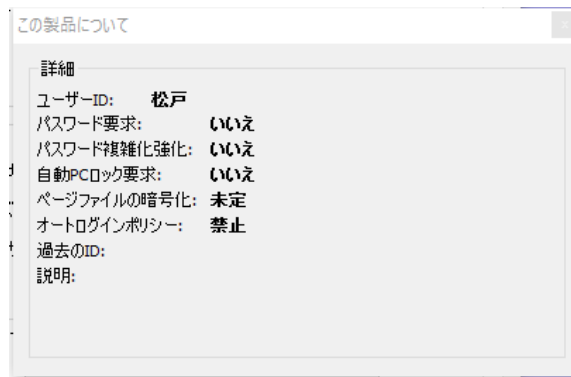 この製品について
詳細
ユーザーID: 松戸
パスワード要求: いいえ
パスワード複雑化強化: いいえ
自動PCロック要求: いいえ
ページファイルの暗号化: 未定
オートログインポリシー: 禁止
過去のID:
説明: